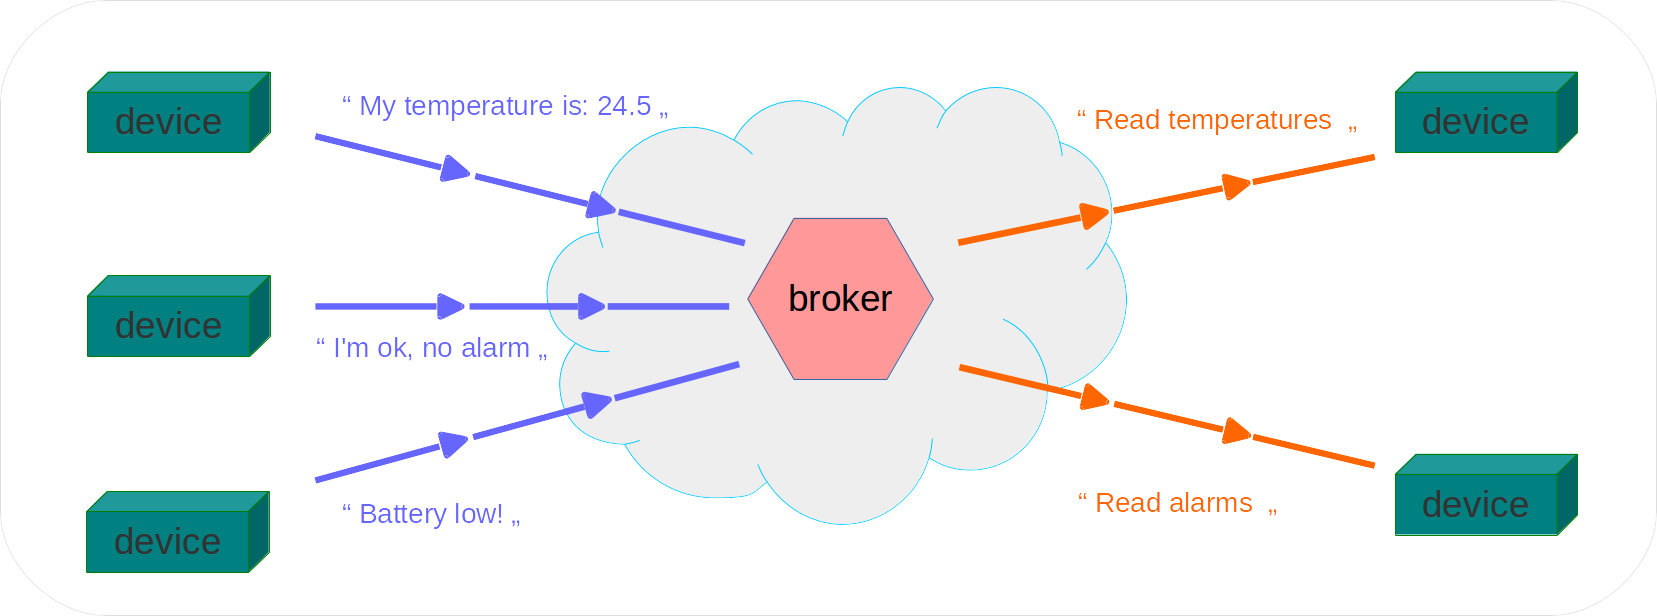 device
“ My temperature is: 24.5 „
“ Read temperatures „
device
device
broker
“ I'm ok, no alarm „
“ Battery low! „
“ Read alarms „
device
device